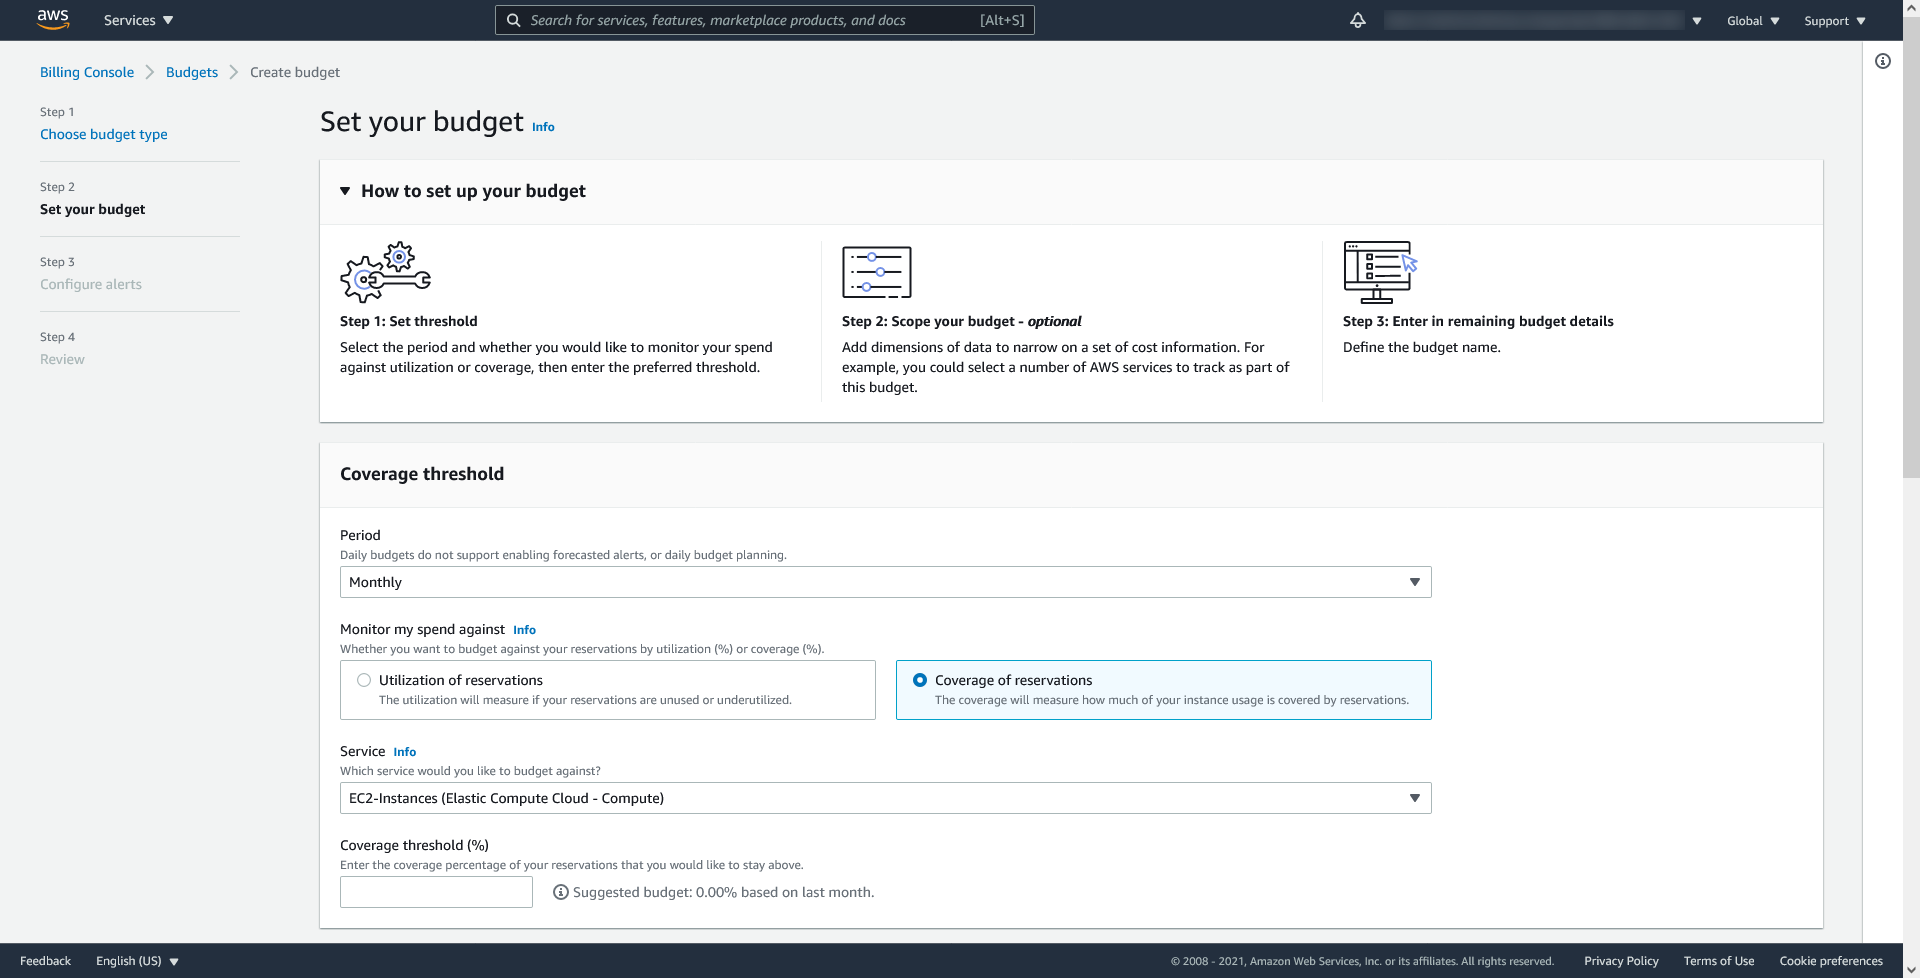 aws
Services
Search for services, features, marketplace products, and docs
[Alt+S]
Global
Support
Billing Console
Budgets
Create budget
Step 1
Choose budget type
Step 2
Set your budget
Step 3
Configure alerts
Step 4
Review
Set your budget Info
How to set up your budget
Step 1: Set threshold
Select the period and whether you would like to monitor your spend
against utilization or coverage, then enter the preferred threshold.
Step 2: Scope your budget - optional
Add dimensions of data to narrow on a set of cost information. For
example, you could select a number of AWS services to track as part of
this budget.
Step 3: Enter in remaining budget details
Define the budget name.
Coverage threshold
Period
Daily budgets do not support enabling forecasted alerts, or daily budget planning.
Monthly
Monitor my spend against Info
Whether you want to budget against your reservations by utilization (%) or coverage (%).
Utilization of reservations
The utilization will measure if your reservations are unused or underutilized.
Coverage of reservations
The coverage will measure how much of your instance usage is covered by reservations.
Service Info
Which service would you like to budget against?
EC2-Instances (Elastic Compute Cloud - Compute)
Coverage threshold (%)
Enter the coverage percentage of your reservations that you would like to stay above.
Suggested budget: 0.00% based on last month.
Feedback
English (US)
© 2008 - 2021, Amazon Web Services, Inc. or its affiliates. All rights reserved.
Privacy Policy
Terms of Use
Cookie preferences